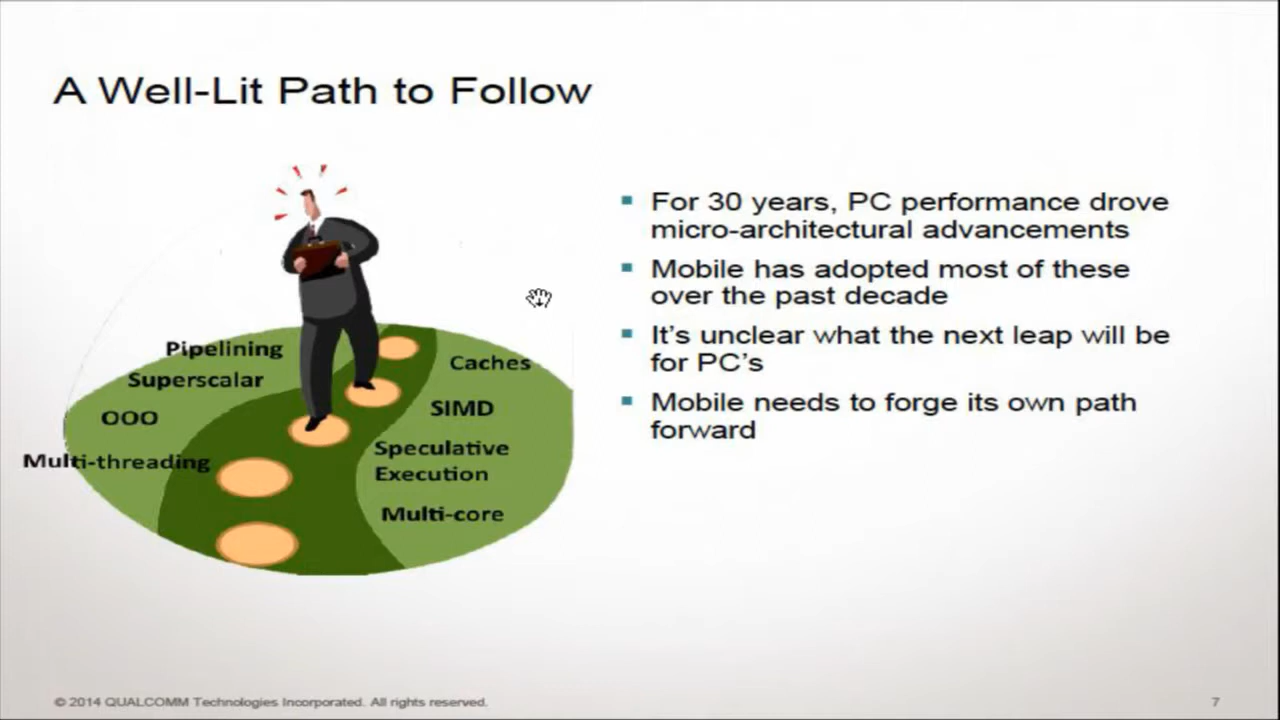 A Well-Lit Path to Follow
Pipelining
Superscalar
OOO
Multi-threading
Caches
SIMD
Speculative
Execution
Multi-core
▪ For 30 years, PC performance drove
micro-architectural advancements
▪ Mobile has adopted most of these
over the past decade
▪ It's unclear what the next leap will be
for PC's
▪ Mobile needs to forge its own path
forward
© 2014 QUALCOMM Technologies Incorporated. All rights reserved.
7